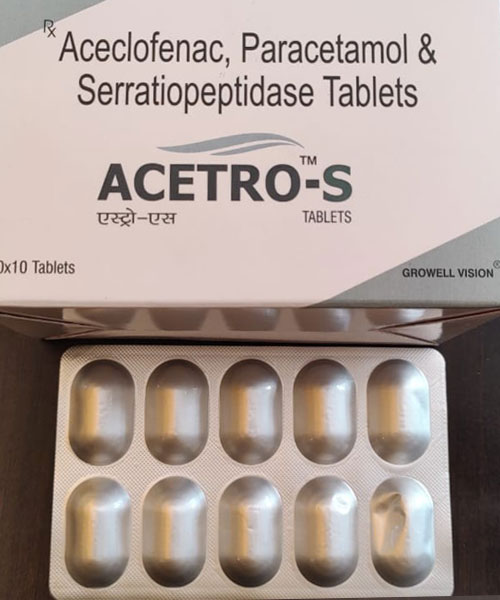 Rx
Aceclofenac, Paracetamol &
Serratiopeptidase Tablets
ACETRO-S™
एस्ट्रो-एस TABLETS
0x10 Tablets
GROWELL VISION®